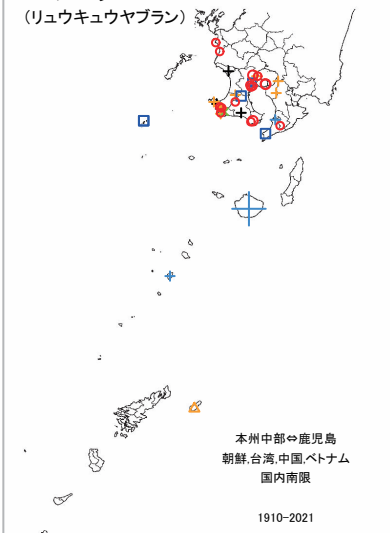 (リュウキュウヤブラン)
本州中部⇔鹿児島
朝鮮,台湾,中国,ベトナム
国内南限
1910-2021